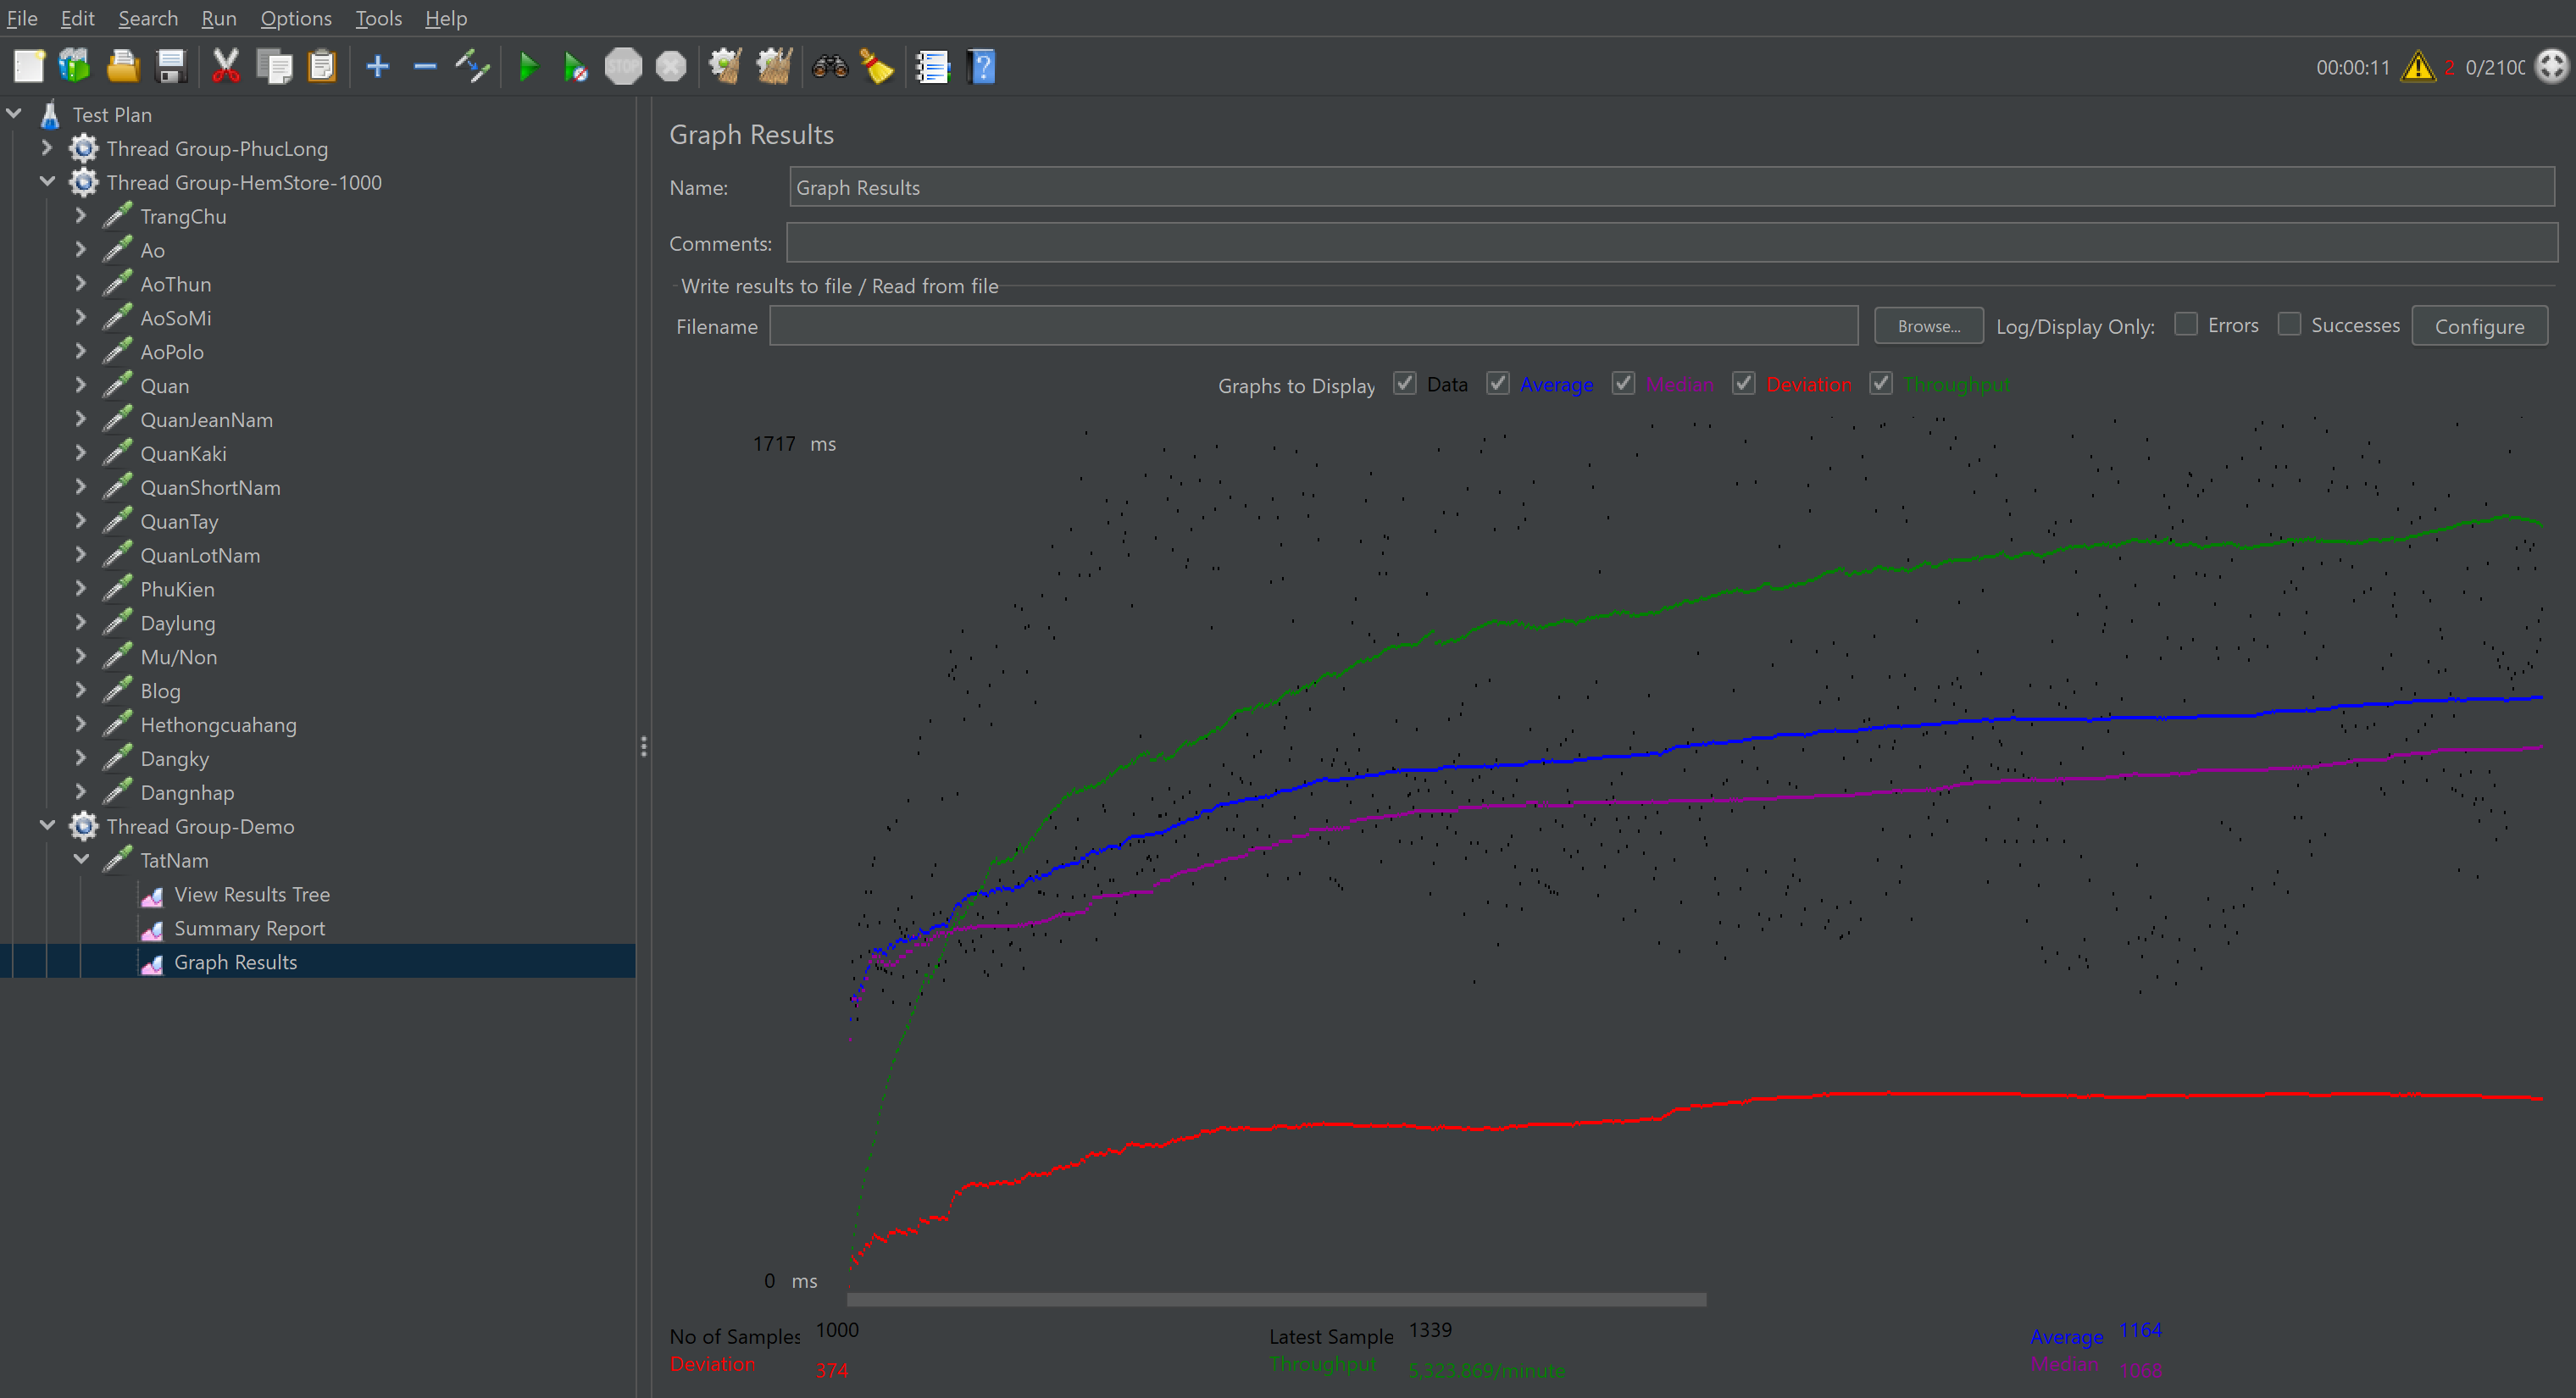 File Edit Search Run Options Tools Help
STOP
00:00:11 2 0/2100
Test Plan
Thread Group-PhucLong
Thread Group-HemStore-1000
TrangChu
Ao
AoThun
AoSoMi
AoPolo
Quan
QuanJeanNam
QuanKaki
QuanShortNam
QuanTay
QuanLotNam
PhuKien
Daylung
Mu/Non
Blog
Hethongcuahang
Dangky
Dangnhap
Thread Group-Demo
TatNam
View Results Tree
Summary Report
Graph Results
Graph Results
Name: Graph Results
Comments:
Write results to file / Read from file
Filename Browse... Log/Display Only: Errors Successes Configure
Graphs to Display Data Average Median Deviation Throughput
1717 ms
0 ms
No of Samples 1000 Latest Sample 1339 Average 1164
Deviation 374 Throughput 5,323.869/minute Median 1068